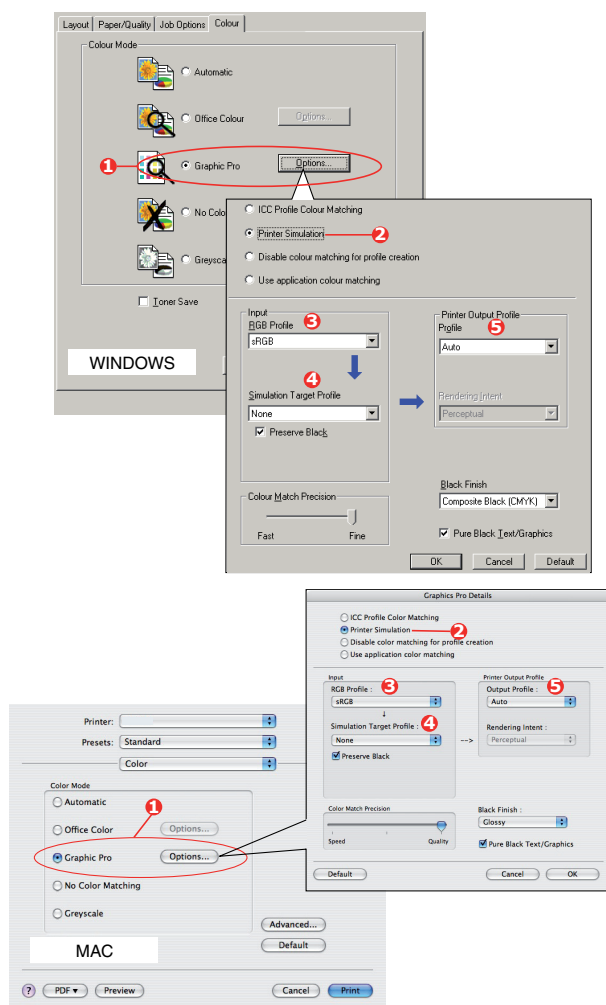 Layout Paper/Quality Job Options Colour
Colour Mode
Automatic
Office Colour Options...
1 Graphic Pro Options...
No Colo
Greysca
Toner Save
WINDOWS
ICC Profile Colour Matching
Printer Simulation 2
Disable colour matching for profile creation
Use application colour matching
Input
RGB Profile 3
sRGB
4
Simulation Target Profile
None
Preserve Black
Printer Output Profile
Profile 5
Auto
Rendering Intent
Perceptual
Colour Match Precision
Fast Fine
Black Finish
Composite Black (CMYK)
Pure Black Text/Graphics
OK Cancel Default
Graphics Pro Details
ICC Profile Color Matching
Printer Simulation 2
Disable color matching for profile creation
Use application color matching
Input
RGB Profile : 3
sRGB
↓
Simulation Target Profile : 4
None
Preserve Black
-->
Printer Output Profile
Output Profile : 5
Auto
Rendering Intent :
Perceptual
Color Match Precision
Speed Quality
Black Finish :
Glossy
Pure Black Text/Graphics
Default Cancel OK
Printer:
Presets: Standard
Color
Color Mode
Automatic
1
Office Color Options...
Graphic Pro Options...
No Color Matching
Greyscale
Advanced...
Default
MAC
? PDF▼ Preview Cancel Print